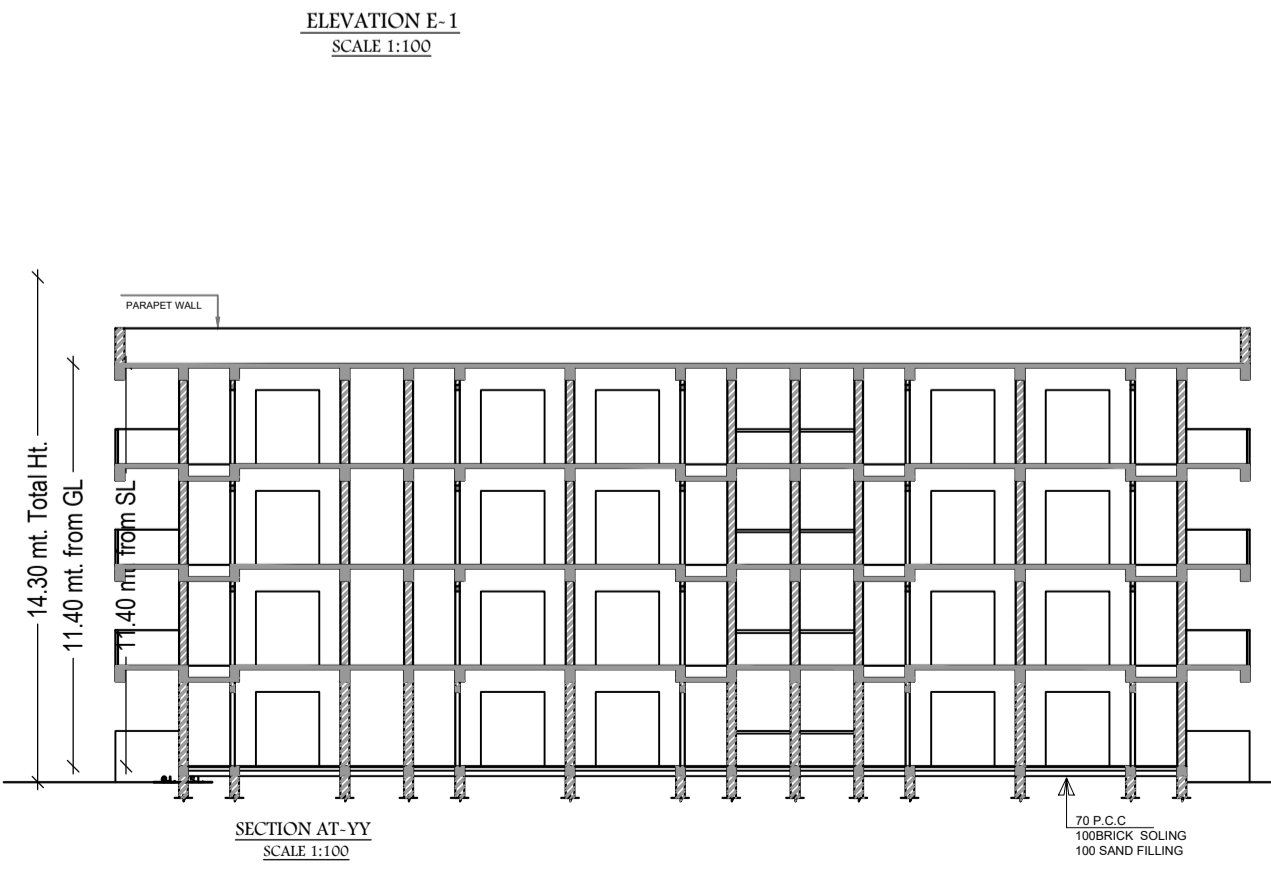 ELEVATION E-1
SCALE 1:100
PARAPET WALL
14.30 mt. Total Ht.
11.40 mt. from GL
11.40 mt. from SL
SECTION AT-YY
SCALE 1:100
70 P.C.C
100BRICK SOLING
100 SAND FILLING